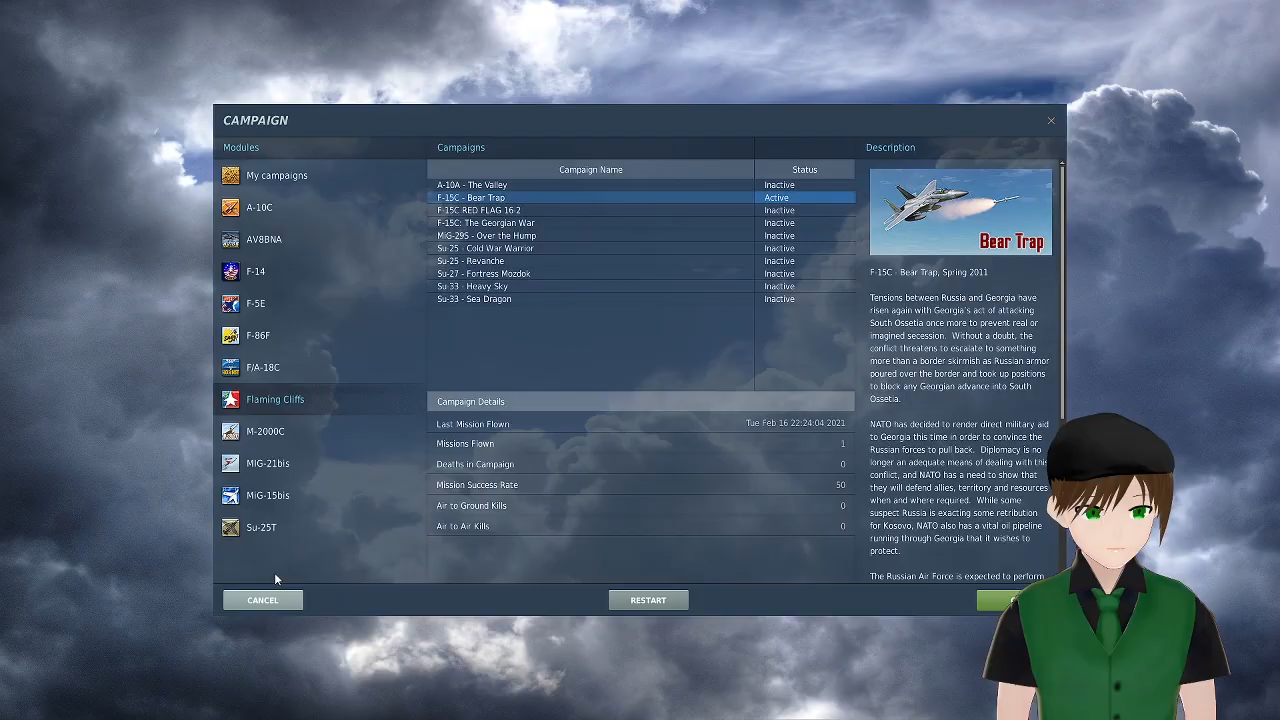 CAMPAIGN
×
Modules
Campaigns
Description
My campaigns
A-10C
AV8BNA
F-14
F-5E
F-86F
F/A-18C
Flaming Cliffs
M-2000C
MIG-21bis
MiG-15bis
Su-25T
Campaign Name Status
A-10A - The Valley Inactive
F-15C - Bear Trap Active
F-15C RED FLAG 16-2 Inactive
F-15C: The Georgian War Inactive
MiG-29S - Over the Hump Inactive
Su-25 - Cold War Warrior Inactive
Su-25 - Revanche Inactive
Su-27 - Fortress Mozdok Inactive
Su-33 - Heavy Sky Inactive
Su-33 - Sea Dragon Inactive
Campaign Details
Last Mission Flown Tue Feb 16 22:24:04 2021
Missions Flown 1
Deaths in Campaign 0
Mission Success Rate 50
Air to Ground Kills 0
Air to Air Kills 0
Bear Trap
F-15C - Bear Trap, Spring 2011
Tensions between Russia and Georgia have
risen again with Georgia's act of attacking
South Ossetia once more to prevent real or
imagined secession. Without a doubt, the
conflict threatens to escalate to something
more than a border skirmish as Russian armor
poured over the border and took up positions
to block any Georgian advance into South
Ossetia.
NATO has decided to render direct military aid
to Georgia this time in order to convince the
Russian forces to pull back. Diplomacy is no
longer an adequate means of dealing with this
conflict, and NATO has a need to show that
they will defend allies, territory and resources
when and where required. While some
suspect Russia is exacting some retribution
for Kosovo, NATO also has a vital oil pipeline
running through Georgia that it wishes to
protect.
The Russian Air Force is expected to perform
CANCEL
RESTART